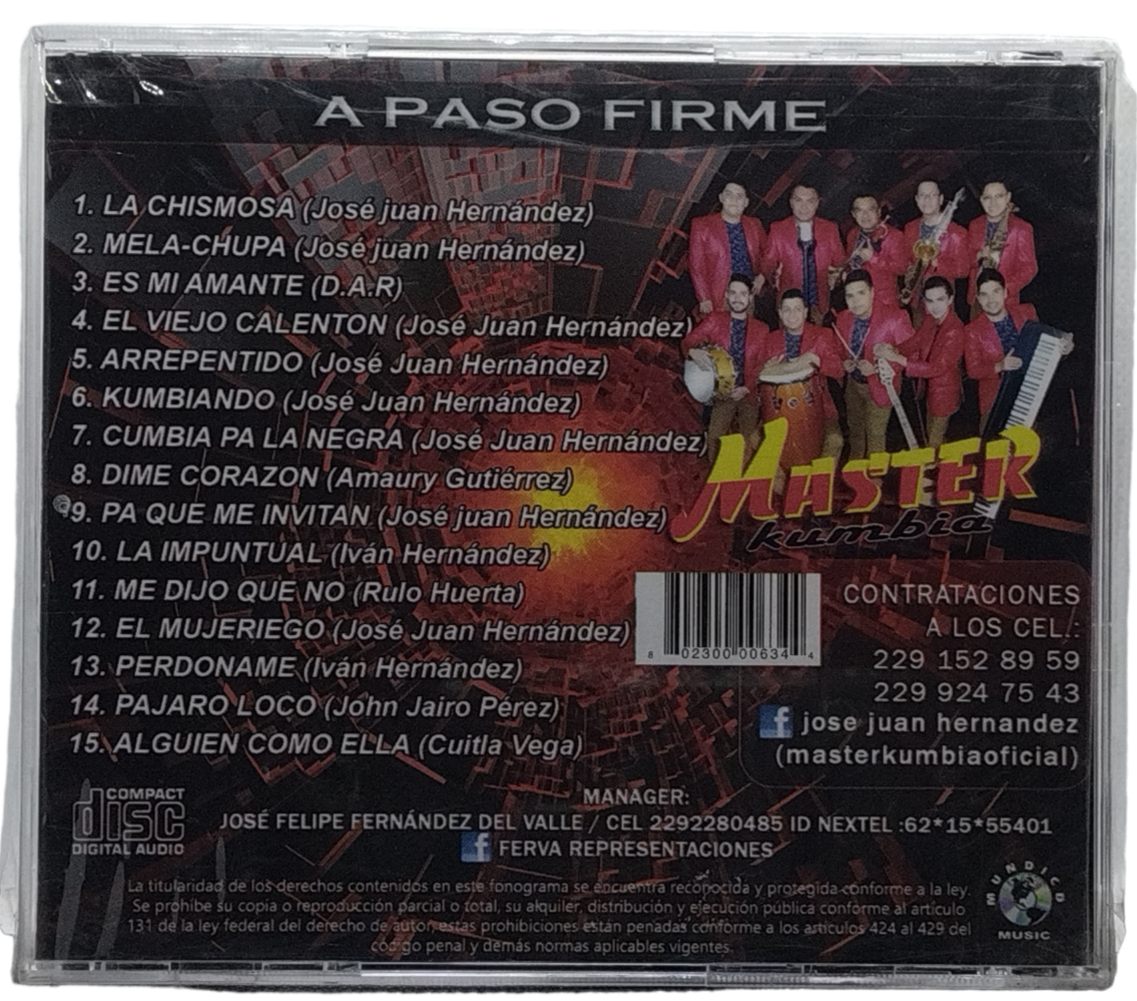 A PASO FIRME
1. LA CHISMOSA (José juan Hernández)
2. MELA-CHUPA (José juan Hernández)
3. ES MI AMANTE (D.A.R)
4. EL VIEJO CALENTON (José Juan Hernández)
5. ARREPENTIDO (José Juan Hernández)
6. KUMBIANDO (José Juan Hernández)
7. CUMBIA PA LA NEGRA (José Juan Hernández)
8. DIME CORAZON (Amaury Gutiérrez)
9. PA QUE ME INVITAN (José juan Hernández)
10. LA IMPUNTUAL (Iván Hernández)
11. ME DIJO QUE NO (Rulo Huerta)
12. EL MUJERIEGO (José Juan Hernández)
13. PERDONAME (Iván Hernández)
14. PAJARO LOCO (John Jairo Pérez)
15. ALGUIEN COMO ELLA (Cuitla Vega)
MASTER
kumbia
8 02300 00634 4
CONTRATACIONES
A LOS CEL.:
229 152 89 59
229 924 75 43
f jose juan hernandez
(masterkumbiaoficial)
COMPACT
disc
DIGITAL AUDIO
MANAGER:
JOSÉ FELIPE FERNÁNDEZ DEL VALLE / CEL 2292280485 ID NEXTEL :62*15*55401
f FERVA REPRESENTACIONES
La titularidad de los derechos contenidos en este fonograma se encuentra reconocida y protegida conforme a la ley.
Se prohibe su copia o reproducción parcial o total, su alquiler, distribución y ejecución pública conforme al artículo
131 de la ley federal del derecho de autor, estas prohibiciones están penadas conforme a los artículos 424 al 429 del
código penal y demás normas aplicables vigentes.
MUNDICD
MUSIC